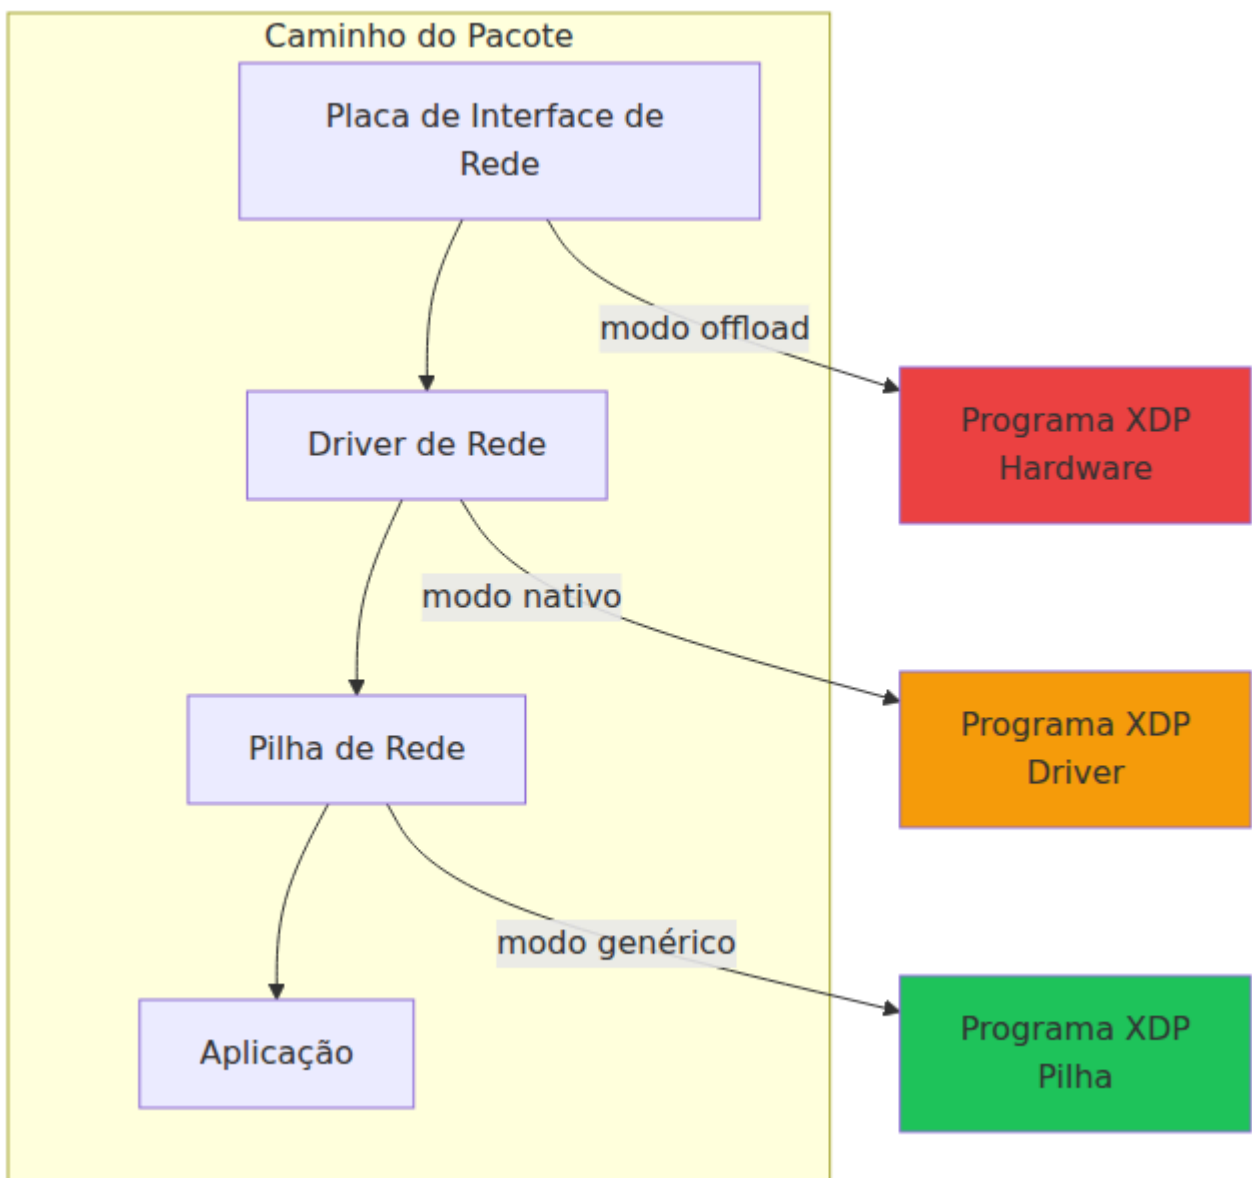 Caminho do Pacote
Placa de Interface de
Rede
modo offload
Programa XDP
Hardware
Driver de Rede
modo nativo
Programa XDP
Driver
Pilha de Rede
modo genérico
Programa XDP
Pilha
Aplicação